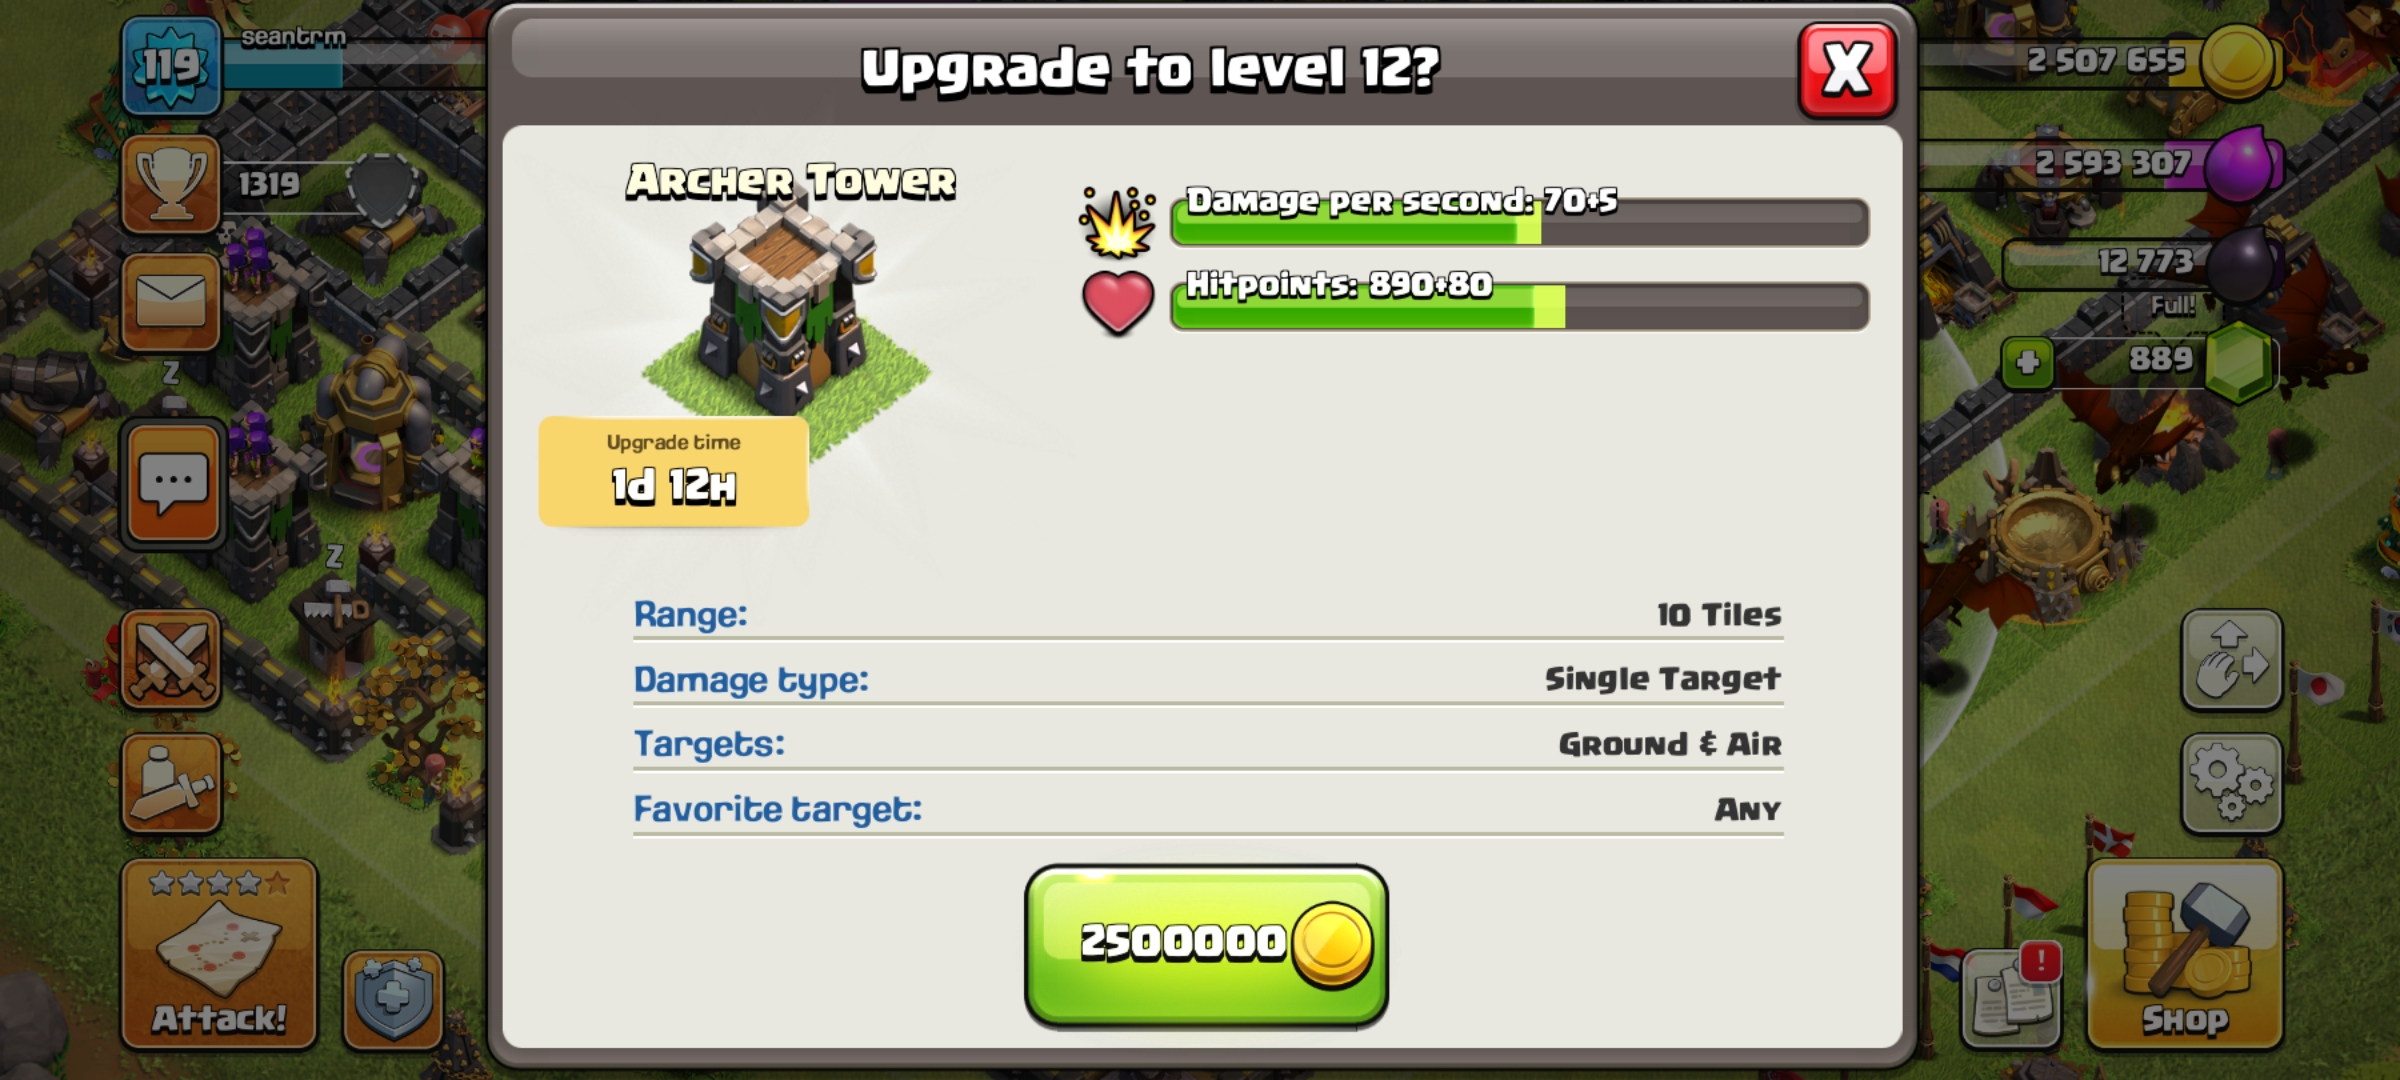 119
seantrm
Upgrade to level 12?
X
2 507 655
1319
Archer Tower
Damage per second: 70+5
2 593 307
Hitpoints: 890+80
12 773
Full!
889
Z
Upgrade time
1d 12H
Z
Range: 10 Tiles
Damage type: Single Target
Targets: Ground & Air
Favorite target: Any
2500000
!
Attack!
Shop